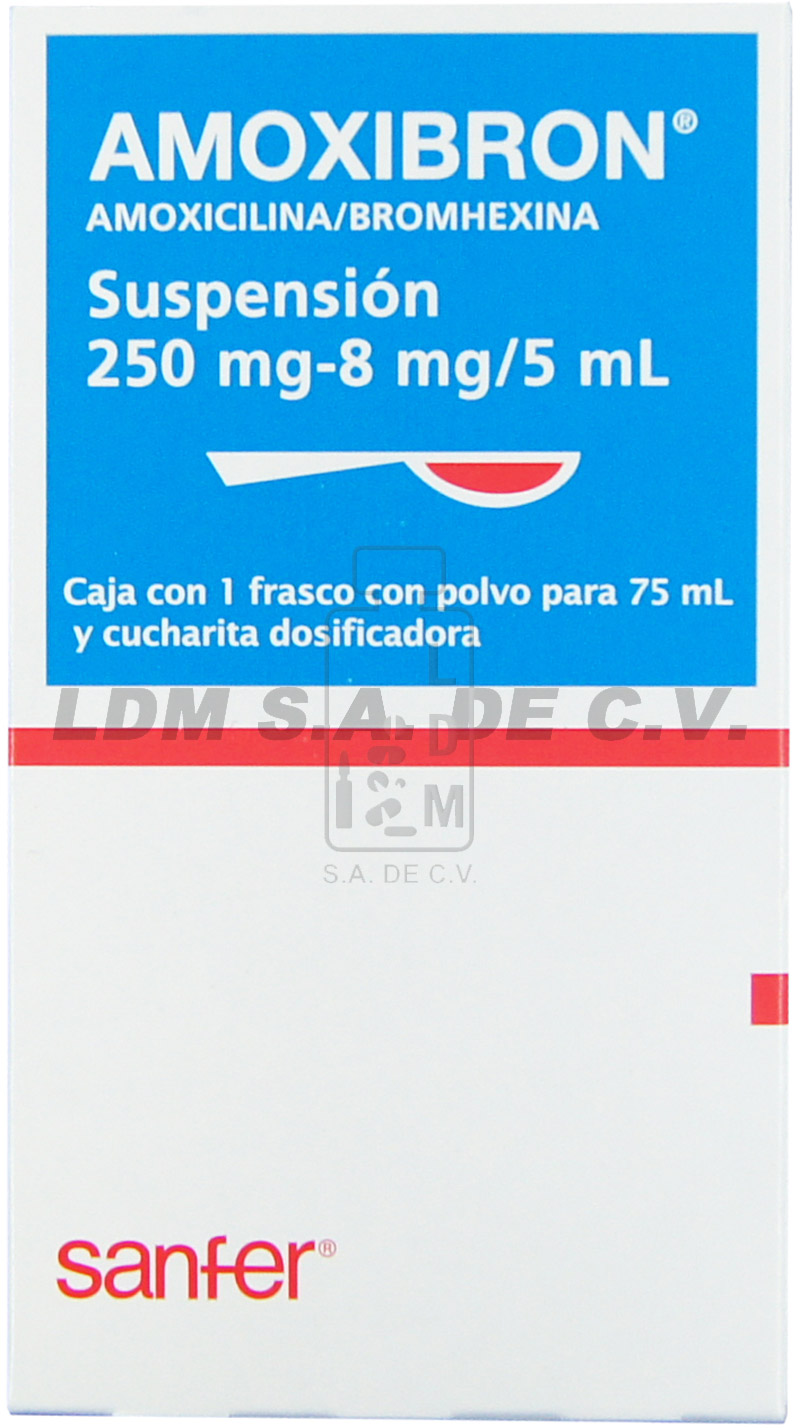 AMOXIBRON®
AMOXICILINA/BROMHEXINA
Suspensión
250 mg-8 mg/5 mL
Caja con 1 frasco con polvo para 75 mL
y cucharita dosificadora
LDM S.A. DE C.V.
L
D
M
S.A. DE C.V.
sanfer®